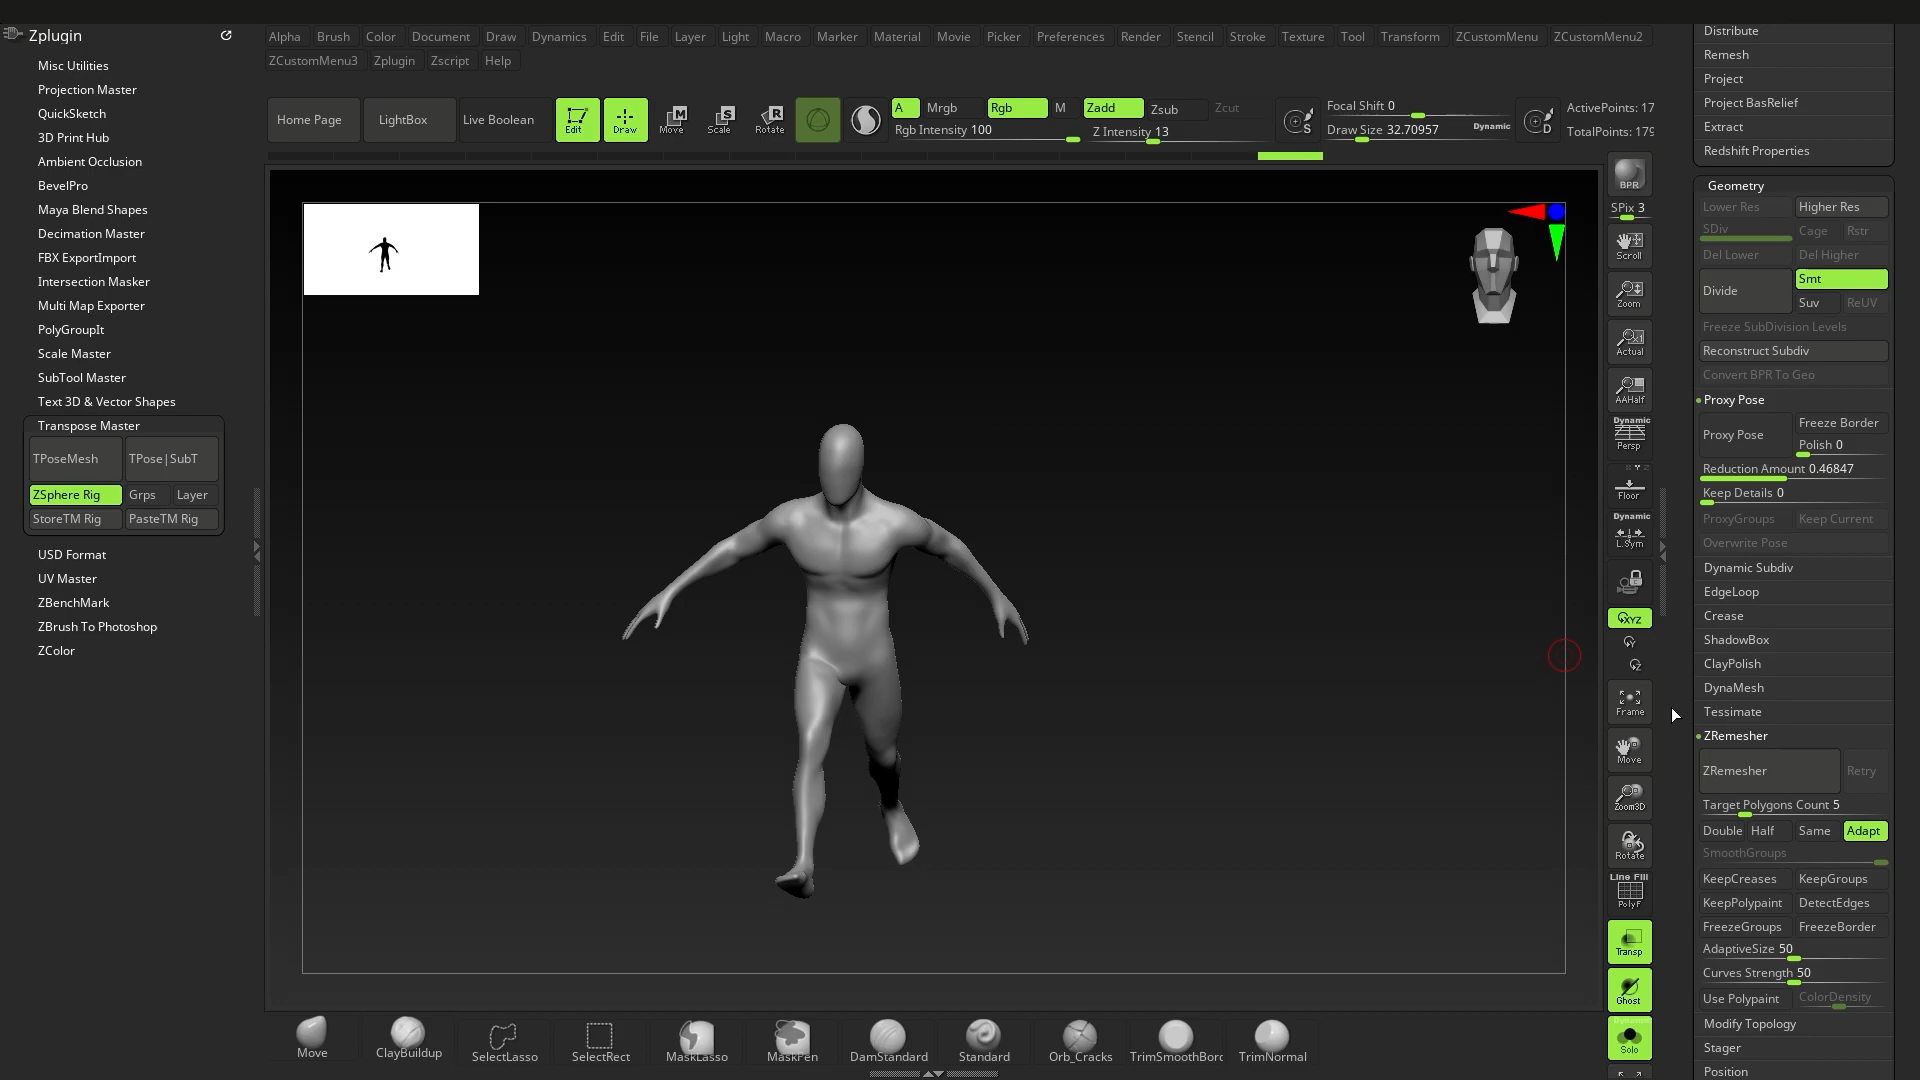 Zplugin
Misc Utilities
Projection Master
QuickSketch
3D Print Hub
Ambient Occlusion
BevelPro
Maya Blend Shapes
Decimation Master
FBX ExportImport
Intersection Masker
Multi Map Exporter
PolyGroupIt
Scale Master
SubTool Master
Text 3D & Vector Shapes
Transpose Master
TPoseMesh TPose|SubT
ZSphere Rig Grps Layer
StoreTM Rig PasteTM Rig
USD Format
UV Master
ZBenchMark
ZBrush To Photoshop
ZColor
Alpha Brush Color Document Draw Dynamics Edit File Layer Light Macro Marker Material Movie Picker Preferences Render Stencil Stroke Texture Tool Transform ZCustomMenu ZCustomMenu2
ZCustomMenu3 Zplugin Zscript Help
Home Page LightBox Live Boolean Edit Draw Move Scale Rotate
A Mrgb Rgb M Zadd Zsub Zcut
Rgb Intensity 100 Z Intensity 13
S
Focal Shift 0
Draw Size 32.70957 Dynamic
D
ActivePoints: 17
TotalPoints: 179
BPR
SPix 3
Scroll
Zoom
Actual
AAHalf
Dynamic
Persp
Floor
Dynamic
L.Sym
XYZ
Y
Z
Frame
Move
Zoom3D
Rotate
Line Fill
PolyF
Transp
Ghost
Dynamic
Solo
Distribute
Remesh
Project
Project BasRelief
Extract
Redshift Properties
Geometry
Lower Res Higher Res
SDiv Cage Rstr
Del Lower Del Higher
Divide Smt
Suv ReUV
Freeze SubDivision Levels
Reconstruct Subdiv
Convert BPR To Geo
Proxy Pose
Proxy Pose Freeze Border
Polish 0
Reduction Amount 0.46847
Keep Details 0
ProxyGroups Keep Current
Overwrite Pose
Dynamic Subdiv
EdgeLoop
Crease
ShadowBox
ClayPolish
DynaMesh
Tessimate
ZRemesher
ZRemesher Retry
Target Polygons Count 5
Double Half Same Adapt
SmoothGroups
KeepCreases KeepGroups
KeepPolypaint DetectEdges
FreezeGroups FreezeBorder
AdaptiveSize 50
Curves Strength 50
Use Polypaint ColorDensity
Modify Topology
Stager
Position
Move ClayBuildup SelectLasso SelectRect MaskLasso MaskPen DamStandard Standard Orb_Cracks TrimSmoothBorc TrimNormal